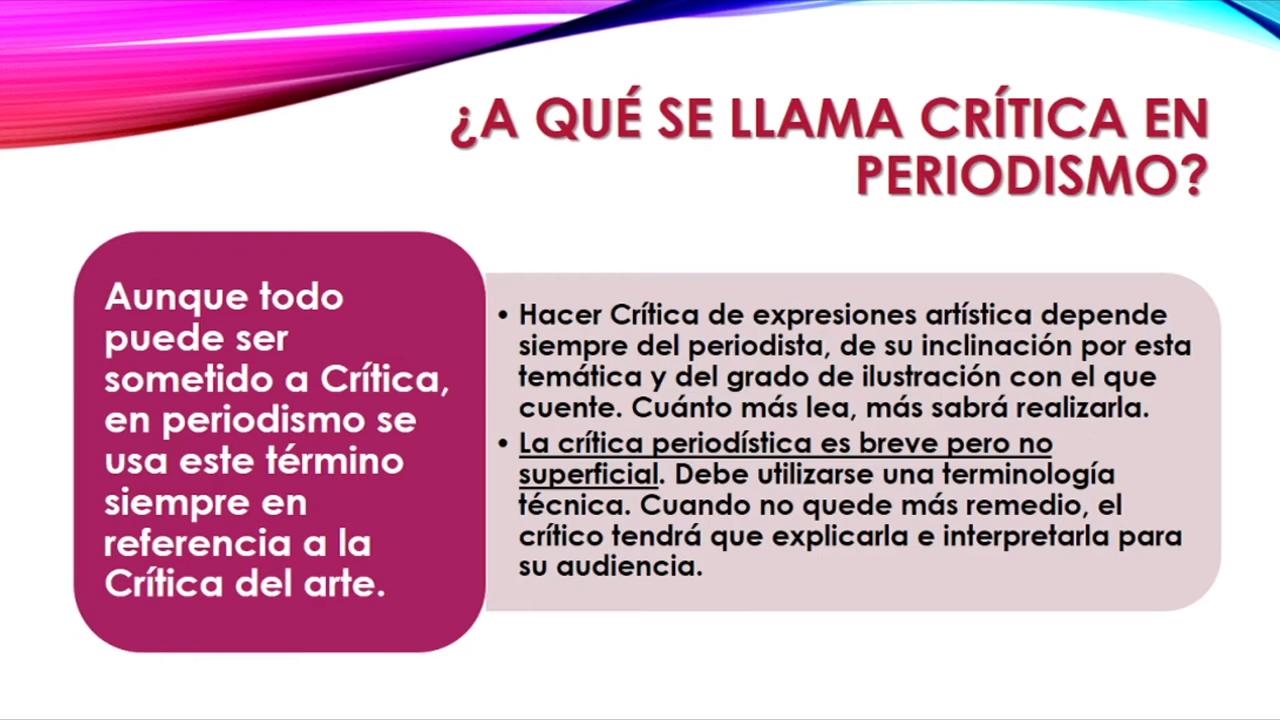 ¿A QUÉ SE LLAMA CRÍTICA EN
PERIODISMO?
Aunque todo
puede ser
sometido a Crítica,
en periodismo se
usa este término
siempre en
referencia a la
Crítica del arte.
• Hacer Crítica de expresiones artística depende
siempre del periodista, de su inclinación por esta
temática y del grado de ilustración con el que
cuente. Cuánto más lea, más sabrá realizarla.
• La crítica periodística es breve pero no
superficial. Debe utilizarse una terminología
técnica. Cuando no quede más remedio, el
crítico tendrá que explicarla e interpretarla para
su audiencia.